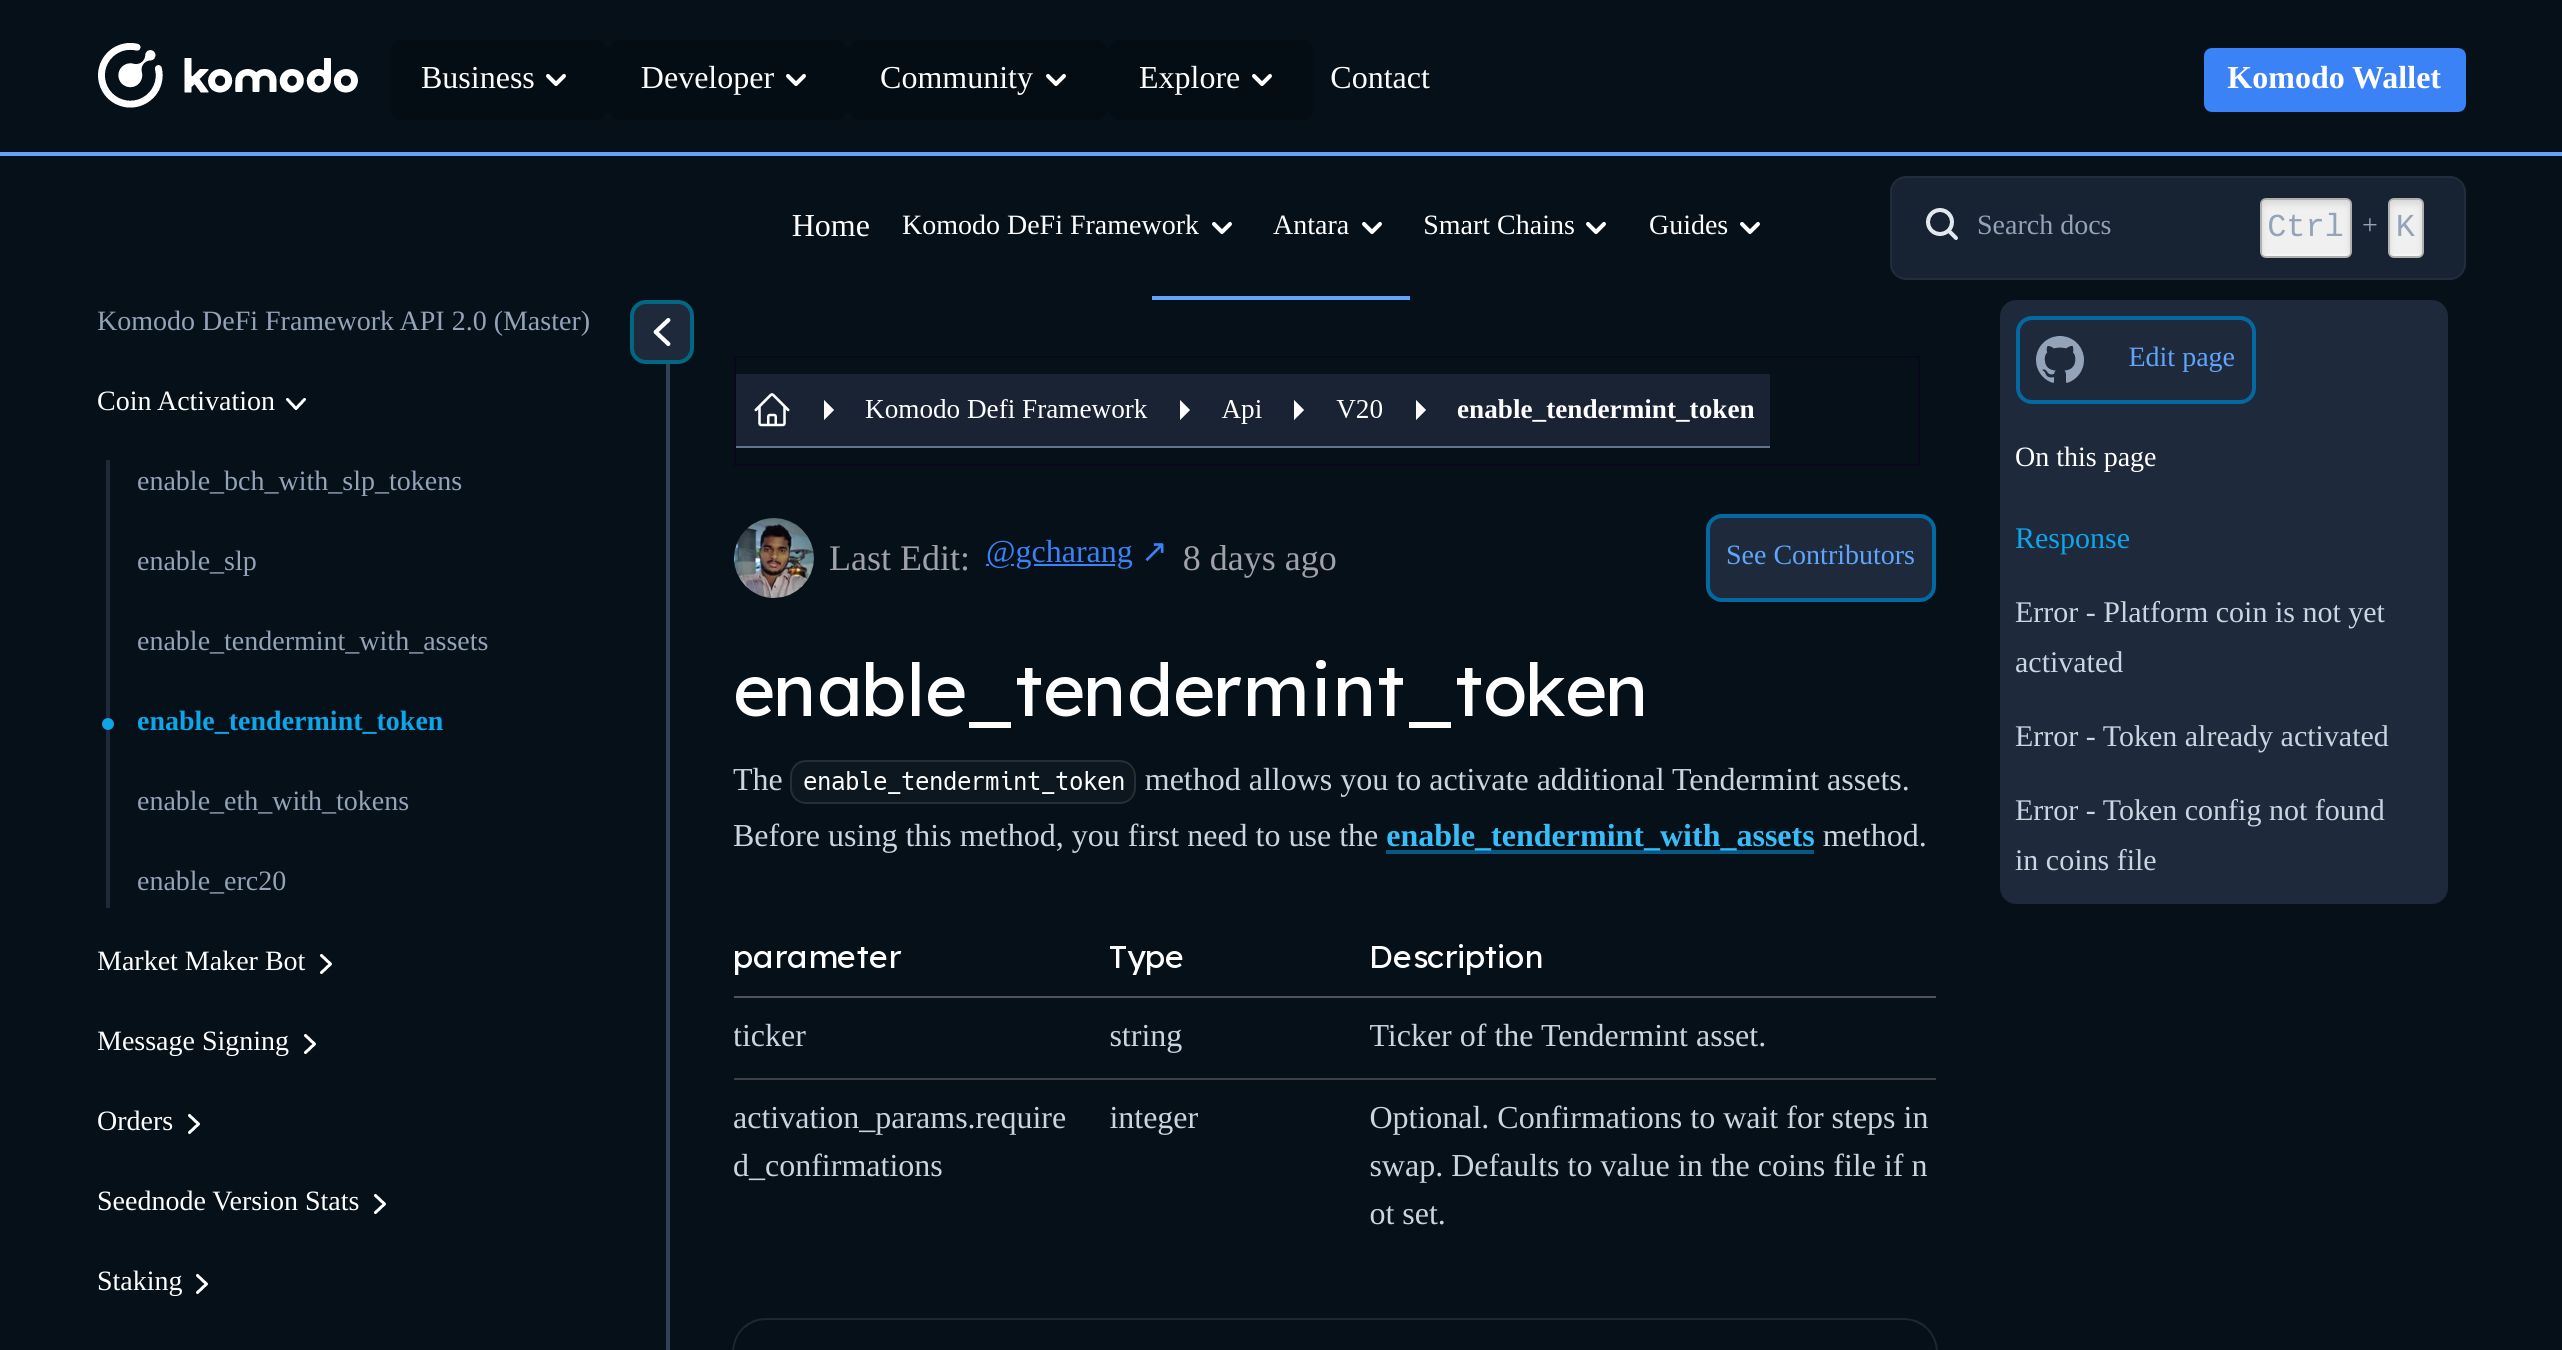 komodo
Business
Developer
Community
Explore
Contact
Komodo Wallet
Home
Komodo DeFi Framework
Antara
Smart Chains
Guides
Search docs
Ctrl + K
Komodo DeFi Framework API 2.0 (Master)
Coin Activation
enable_bch_with_slp_tokens
enable_slp
enable_tendermint_with_assets
enable_tendermint_token
enable_eth_with_tokens
enable_erc20
Market Maker Bot
Message Signing
Orders
Seednode Version Stats
Staking
Komodo Defi Framework
Api
V20
enable_tendermint_token
Last Edit: @gcharang ↗ 8 days ago
See Contributors
enable_tendermint_token
The enable_tendermint_token method allows you to activate additional Tendermint assets.
Before using this method, you first need to use the enable_tendermint_with_assets method.
parameter Type Description
ticker string Ticker of the Tendermint asset.
activation_params.require integer Optional. Confirmations to wait for steps in
d_confirmations swap. Defaults to value in the coins file if n
ot set.
Edit page
On this page
Response
Error - Platform coin is not yet
activated
Error - Token already activated
Error - Token config not found
in coins file